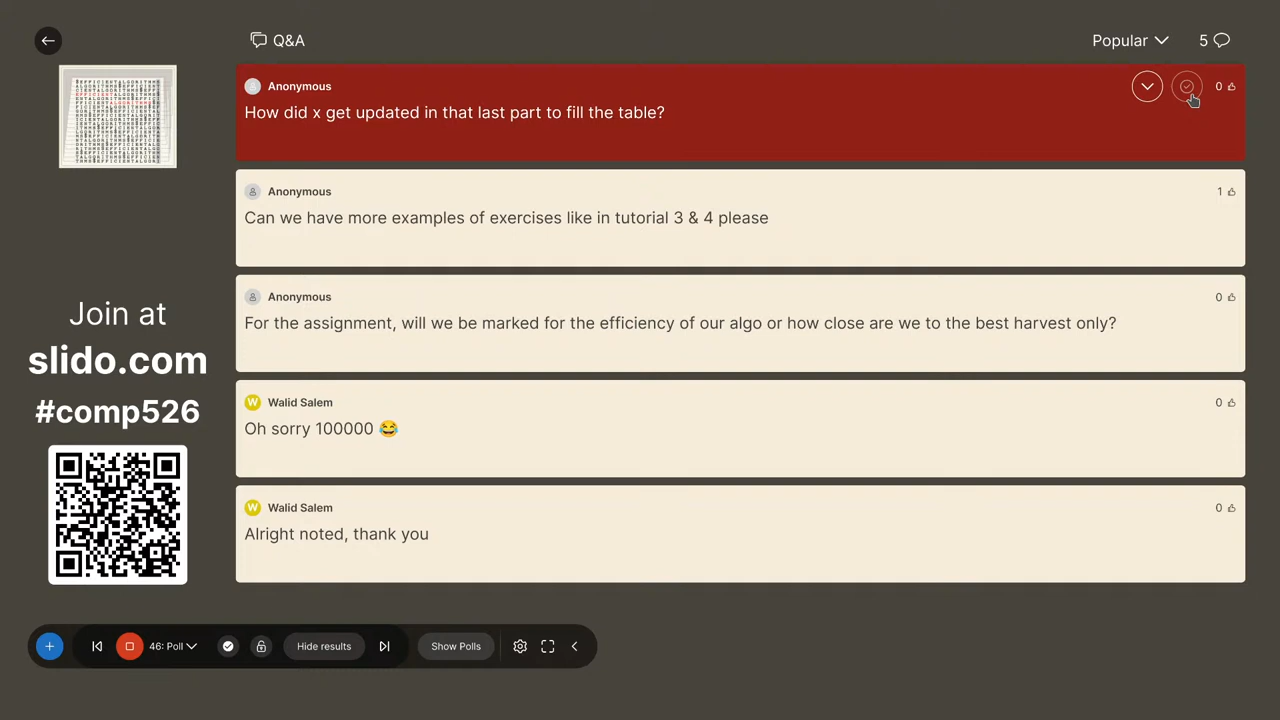 Q&A
Popular
5
Anonymous
0
How did x get updated in that last part to fill the table?
Anonymous
1
Can we have more examples of exercises like in tutorial 3 & 4 please
Anonymous
0
For the assignment, will we be marked for the efficiency of our algo or how close are we to the best harvest only?
W Walid Salem
0
Oh sorry 100000 😂
W Walid Salem
0
Alright noted, thank you
Join at
slido.com
#comp526
46: Poll
Hide results
Show Polls